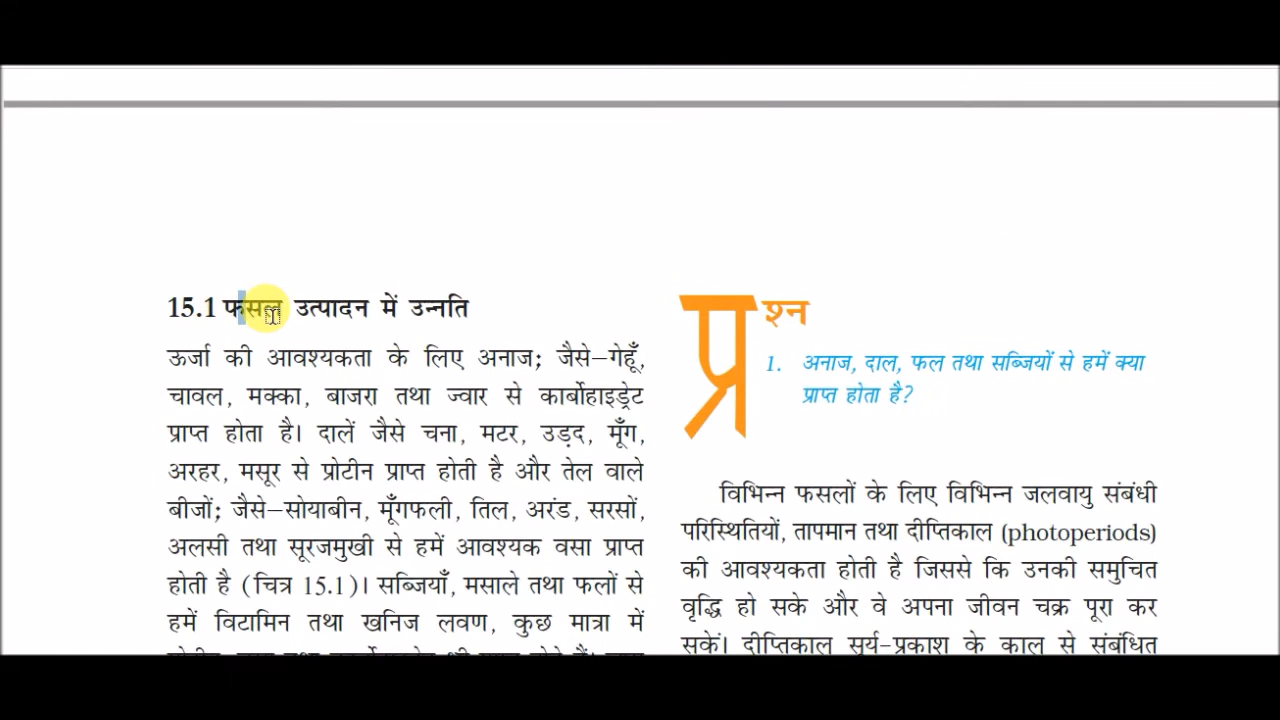 15.1 फसल उत्पादन में उन्नति
ऊर्जा की आवश्यकता के लिए अनाज; जैसे–गेहूँ,
चावल, मक्का, बाजरा तथा ज्वार से कार्बोहाइड्रेट
प्राप्त होता है। दालें जैसे चना, मटर, उड़द, मूँग,
अरहर, मसूर से प्रोटीन प्राप्त होती है और तेल वाले
बीजों; जैसे–सोयाबीन, मूँगफली, तिल, अरंड, सरसों,
अलसी तथा सूरजमुखी से हमें आवश्यक वसा प्राप्त
होती है (चित्र 15.1)। सब्जियाँ, मसाले तथा फलों से
हमें विटामिन तथा खनिज लवण, कुछ मात्रा में
प्रश्न
1. अनाज, दाल, फल तथा सब्जियों से हमें क्या
प्राप्त होता है?
विभिन्न फसलों के लिए विभिन्न जलवायु संबंधी
परिस्थितियों, तापमान तथा दीप्तिकाल (photoperiods)
की आवश्यकता होती है जिससे कि उनकी समुचित
वृद्धि हो सके और वे अपना जीवन चक्र पूरा कर
सकें। दीप्तिकाल सूर्य-प्रकाश के काल से संबंधित